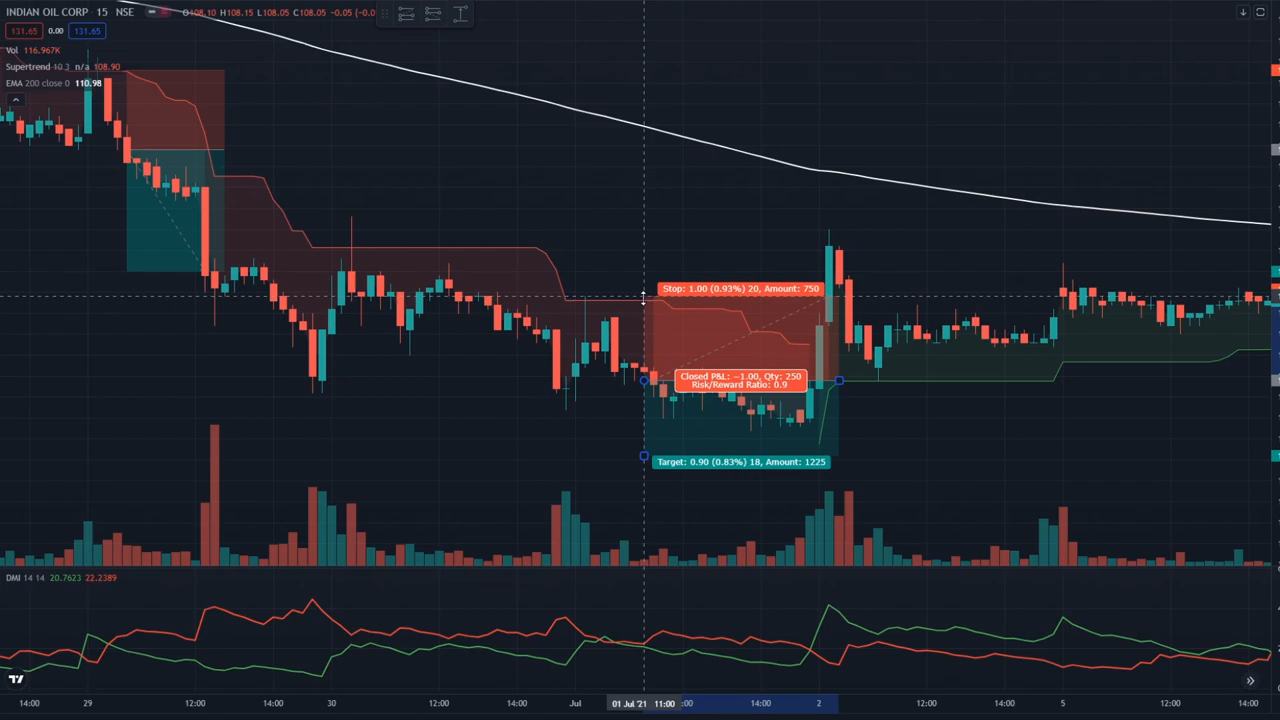 INDIAN OIL CORP · 15 NSE O108.10 H108.15 L108.05 C108.05 -0.05
131.65 0.00 131.65
Vol 116.967K
Supertrend 10 3 n/a 108.90
EMA 200 close 0 110.98
Stop: 1.00 (0.93%) 20, Amount: 750
Closed P&L: −1.00, Qty: 250
Risk/Reward Ratio: 0.9
Target: 0.90 (0.83%) 18, Amount: 1225
DMI 14 14 20.7623 22.2389
14:00 29 12:00 14:00 30 12:00 14:00 Jul 01 Jul '21 11:00 :00 14:00 2 12:00 14:00 5 12:00 14:00